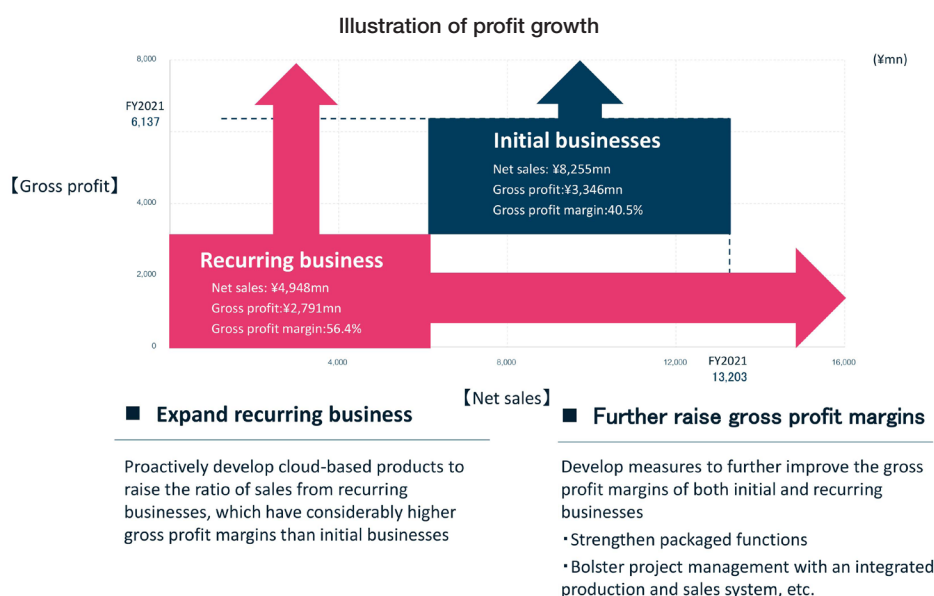 Illustration of profit growth
(¥mn)
8,000
FY2021
6,137
【Gross profit】
4,000
2,000
0
Initial businesses
Net sales: ¥8,255mn
Gross profit:¥3,346mn
Gross profit margin:40.5%
Recurring business
Net sales: ¥4,948mn
Gross profit:¥2,791mn
Gross profit margin:56.4%
4,000
8,000
12,000
FY2021
13,203
16,000
【Net sales】
■ Expand recurring business
Proactively develop cloud-based products to
raise the ratio of sales from recurring
businesses, which have considerably higher
gross profit margins than initial businesses
■ Further raise gross profit margins
Develop measures to further improve the gross
profit margins of both initial and recurring
businesses
・Strengthen packaged functions
・Bolster project management with an integrated
production and sales system, etc.